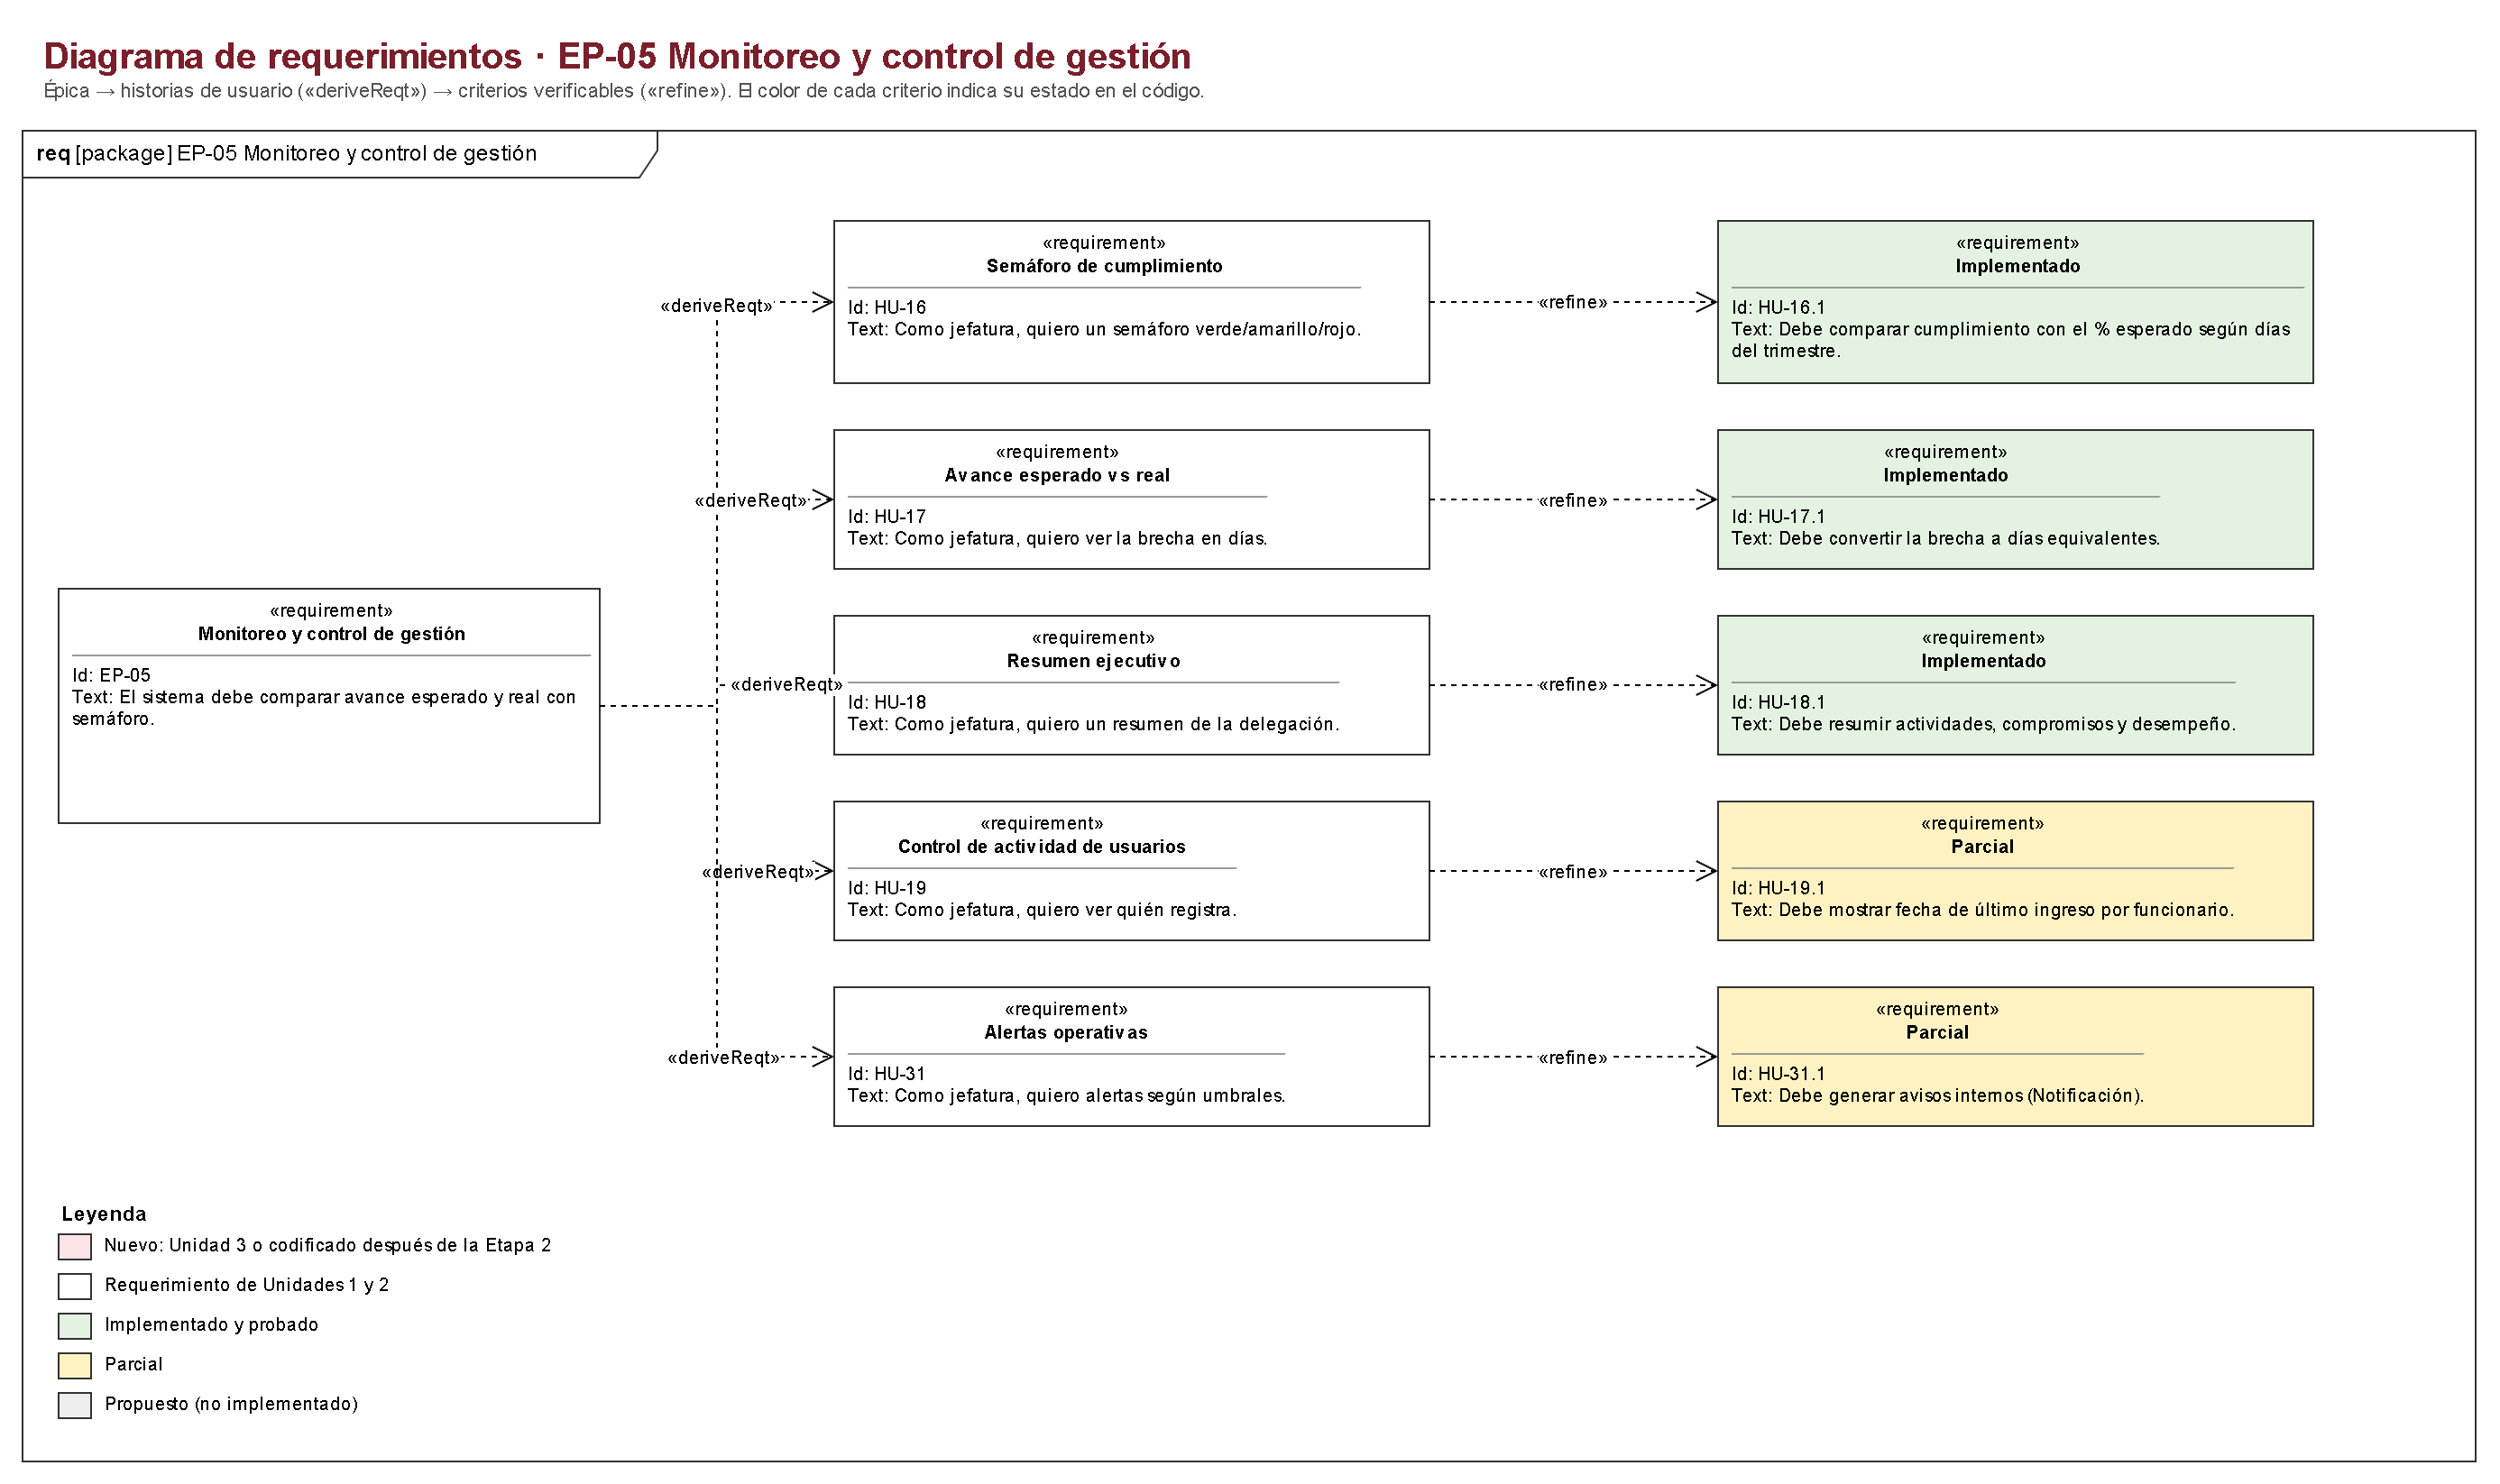 Diagrama de requerimientos · EP-05 Monitoreo y control de gestión
Épica → historias de usuario («deriveReqt») → criterios verificables («refine»). El color de cada criterio indica su estado en el código.
req [package] EP-05 Monitoreo y control de gestión
«requirement»
Monitoreo y control de gestión
Id: EP-05
Text: El sistema debe comparar avance esperado y real con
semáforo.
«deriveReqt»
«requirement»
Semáforo de cumplimiento
Id: HU-16
Text: Como jefatura, quiero un semáforo verde/amarillo/rojo.
«refine»
«requirement»
Implementado
Id: HU-16.1
Text: Debe comparar cumplimiento con el % esperado según días
del trimestre.
«deriveReqt»
«requirement»
Avance esperado vs real
Id: HU-17
Text: Como jefatura, quiero ver la brecha en días.
«refine»
«requirement»
Implementado
Id: HU-17.1
Text: Debe convertir la brecha a días equivalentes.
«deriveReqt»
«requirement»
Resumen ejecutivo
Id: HU-18
Text: Como jefatura, quiero un resumen de la delegación.
«refine»
«requirement»
Implementado
Id: HU-18.1
Text: Debe resumir actividades, compromisos y desempeño.
«deriveReqt»
«requirement»
Control de actividad de usuarios
Id: HU-19
Text: Como jefatura, quiero ver quién registra.
«refine»
«requirement»
Parcial
Id: HU-19.1
Text: Debe mostrar fecha de último ingreso por funcionario.
«deriveReqt»
«requirement»
Alertas operativas
Id: HU-31
Text: Como jefatura, quiero alertas según umbrales.
«refine»
«requirement»
Parcial
Id: HU-31.1
Text: Debe generar avisos internos (Notificación).
Leyenda
Nuevo: Unidad 3 o codificado después de la Etapa 2
Requerimiento de Unidades 1 y 2
Implementado y probado
Parcial
Propuesto (no implementado)